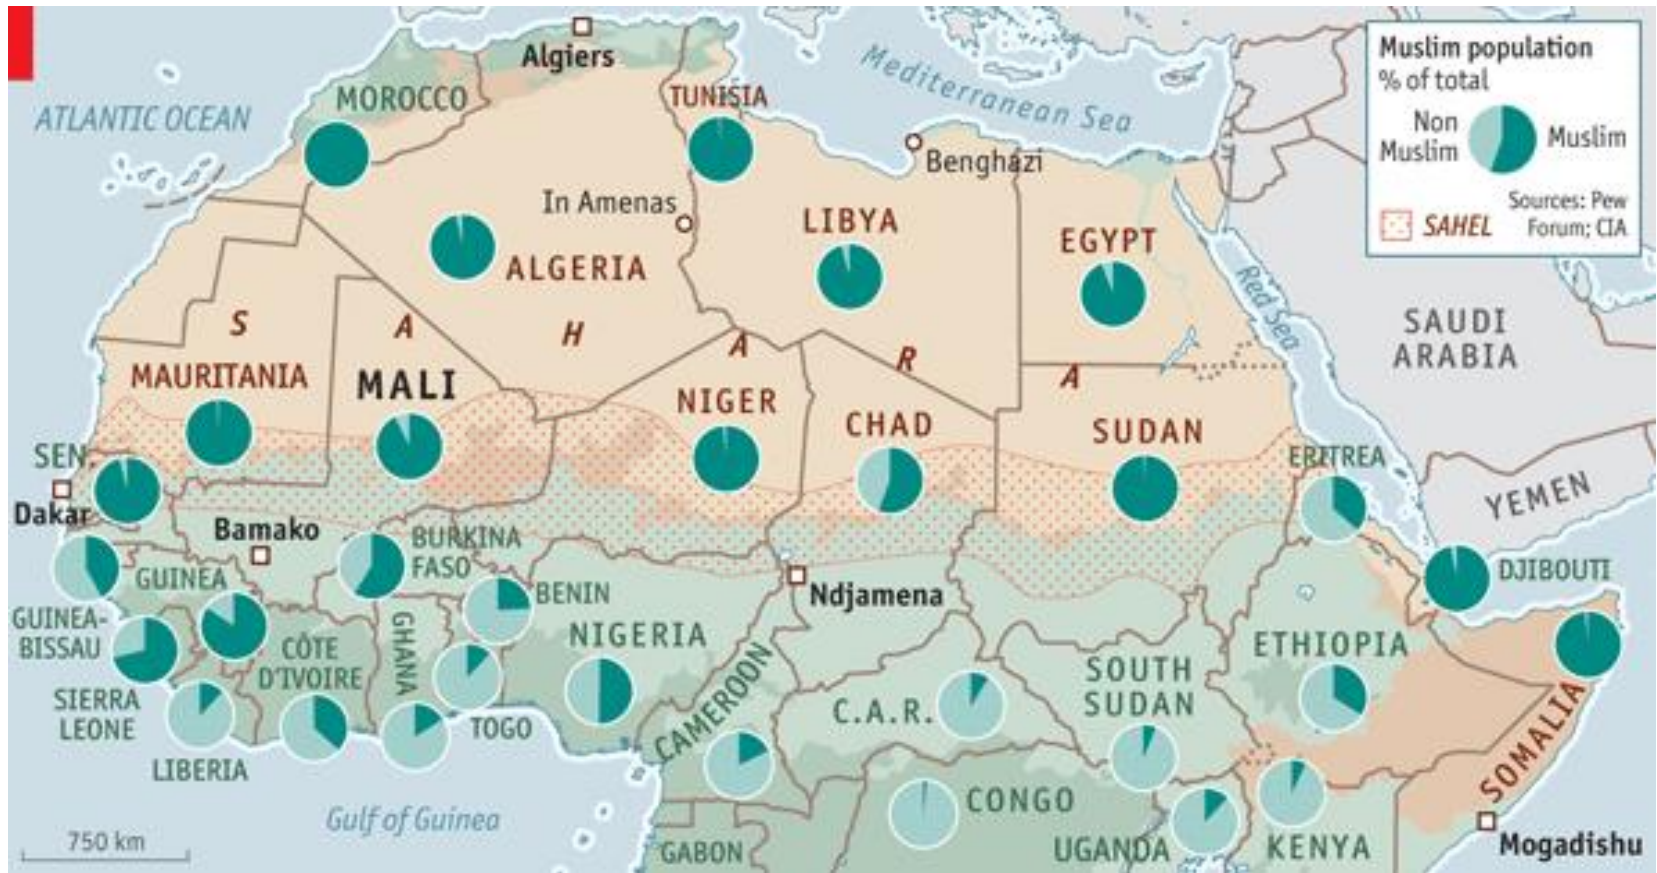 Algiers
MOROCCO
ATLANTIC OCEAN
TUNISIA
Mediterranean Sea
Muslim population
% of total
Non
Muslim
Muslim
SAHEL
Sources: Pew
Forum; CIA
Benghazi
In Amenas
LIBYA
EGYPT
ALGERIA
Red Sea
SAUDI
ARABIA
S A H A R A
MAURITANIA
MALI
NIGER
CHAD
SUDAN
ERITREA
YEMEN
SEN.
Dakar
Bamako
BURKINA
FASO
GUINEA
BENIN
Ndjamena
DJIBOUTI
GUINEA-
BISSAU
CÔTE
D'IVOIRE
GHANA
NIGERIA
CAMEROON
ETHIOPIA
SOUTH
SUDAN
C.A.R.
SIERRA
LEONE
TOGO
LIBERIA
SOMALIA
Gulf of Guinea
CONGO
UGANDA
KENYA
GABON
Mogadishu
750 km